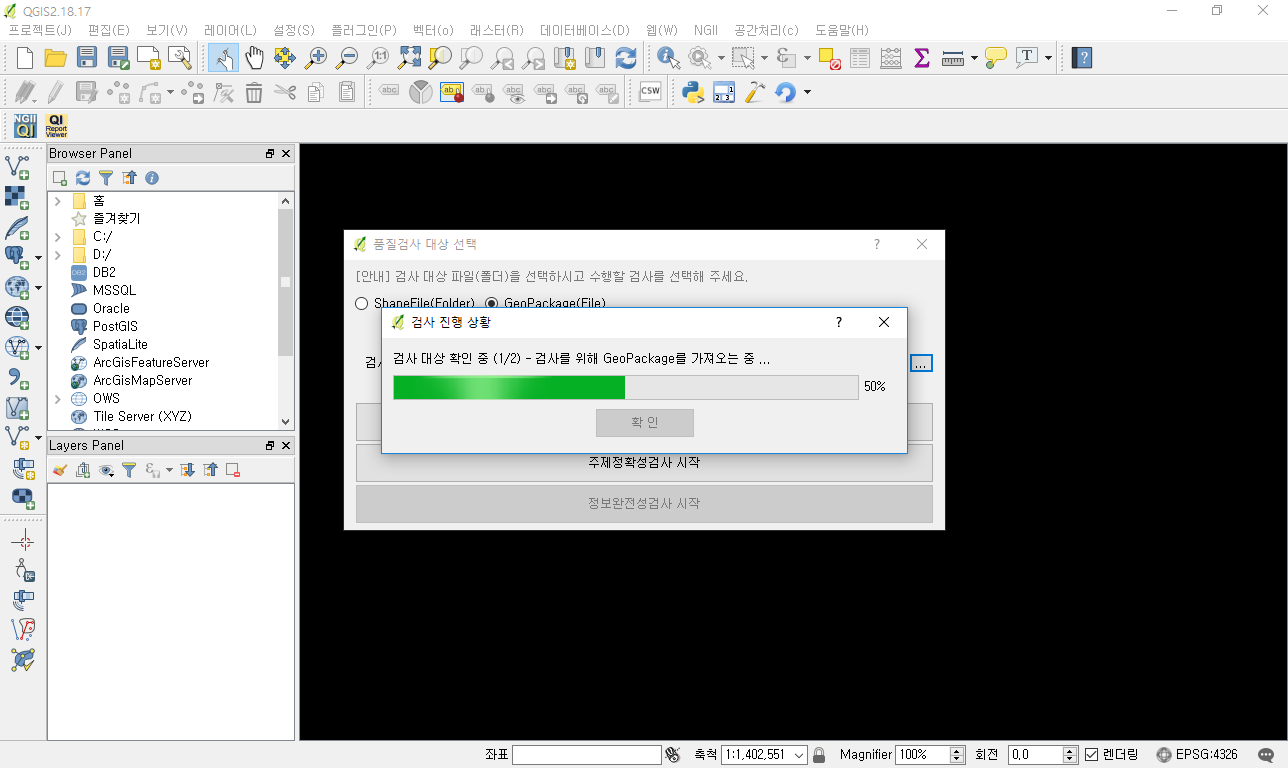 QGIS2.18.17
프로젝트(J) 편집(E) 보기(V) 레이어(L) 설정(S) 플러그인(P) 벡터(o) 래스터(R) 데이터베이스(D) 웹(W) NGII 공간처리(c) 도움말(H)
1:1
T
?
abc abc ab abc abc abc abc CSW
NGII QI
QI Report Viewer
Browser Panel
홈
즐겨찾기
C:/
D:/
DB2 DB2
MSSQL
Oracle
PostGIS
SpatiaLite
ArcGisFeatureServer
ArcGisMapServer
OWS
Tile Server (XYZ)
Layers Panel
품질검사 대상 선택 ?
[안내] 검사 대상 파일(폴더)을 선택하시고 수행할 검사를 선택해 주세요.
ShapeFile(Folder) GeoPackage(File)
...
검사 진행 상황 ?
검사 대상 확인 중 (1/2) - 검사를 위해 GeoPackage를 가져오는 중 ...
50%
확 인
주제정확성검사 시작
정보완전성검사 시작
좌표 축척 1:1,402,551 Magnifier 100% 회전 0.0 렌더링 EPSG:4326